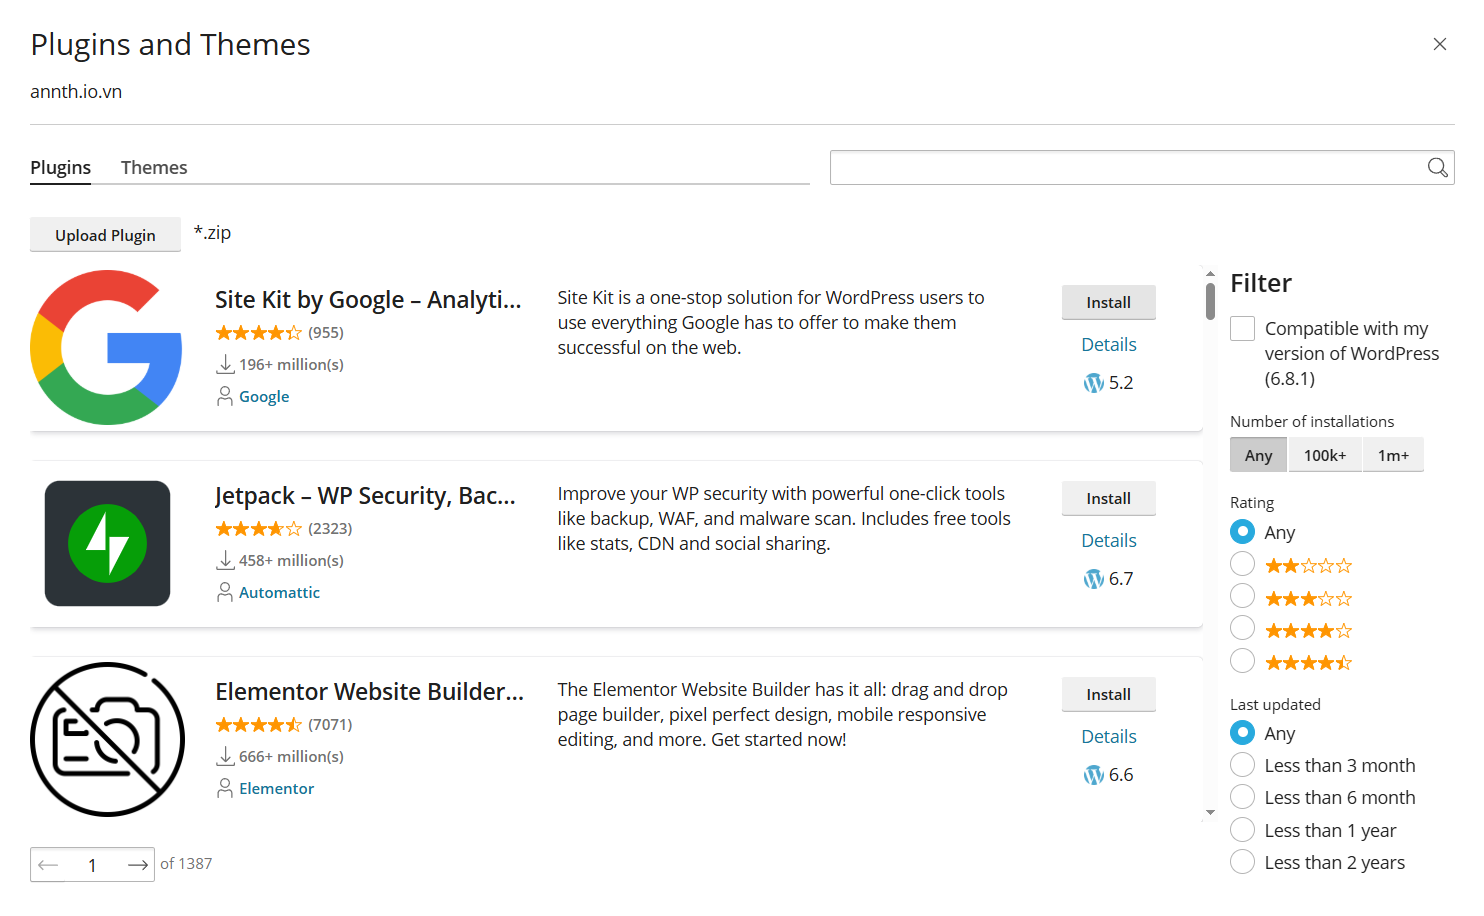 Plugins and Themes
annth.io.vn
Plugins
Themes
Upload Plugin
*.zip
Site Kit by Google – Analyti...
(955)
196+ million(s)
Google
Site Kit is a one-stop solution for WordPress users to
use everything Google has to offer to make them
successful on the web.
Install
Details
5.2
Jetpack – WP Security, Bac...
(2323)
458+ million(s)
Automattic
Improve your WP security with powerful one-click tools
like backup, WAF, and malware scan. Includes free tools
like stats, CDN and social sharing.
Install
Details
6.7
Elementor Website Builder...
(7071)
666+ million(s)
Elementor
The Elementor Website Builder has it all: drag and drop
page builder, pixel perfect design, mobile responsive
editing, and more. Get started now!
Install
Details
6.6
1
of 1387
Filter
Compatible with my
version of WordPress
(6.8.1)
Number of installations
Any
100k+
1m+
Rating
Any
Last updated
Any
Less than 3 month
Less than 6 month
Less than 1 year
Less than 2 years